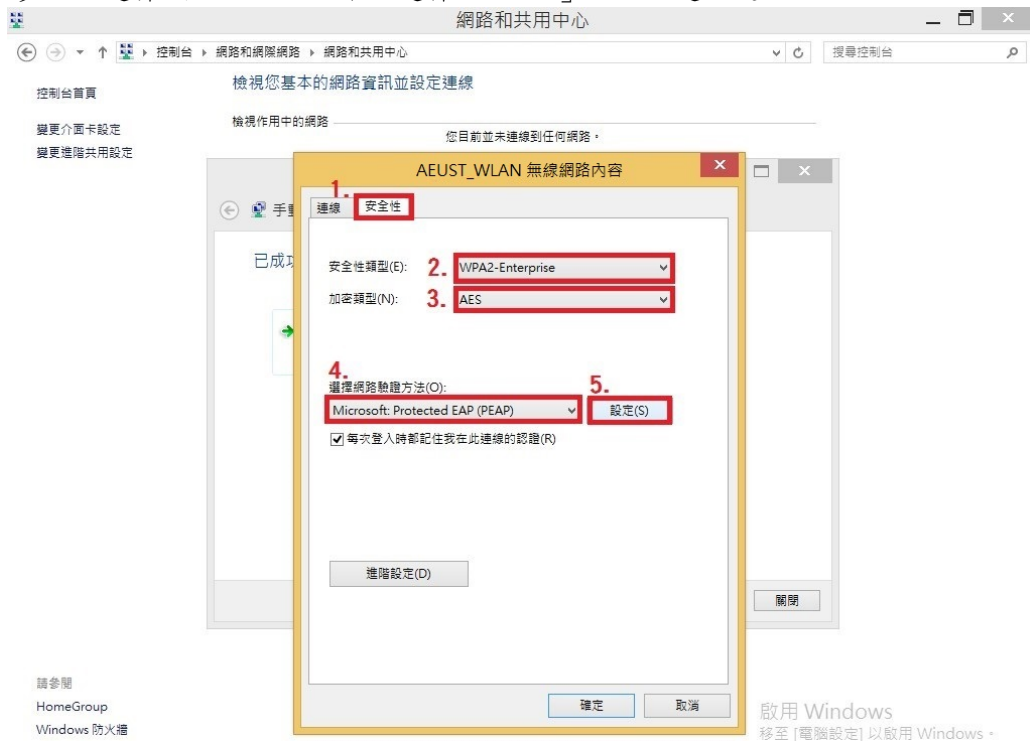 網路和共用中心
控制台 ▸ 網路和網際網路 ▸ 網路和共用中心
搜尋控制台
控制台首頁
變更介面卡設定
變更進階共用設定
檢視您基本的網路資訊並設定連線
檢視作用中的網路
您目前並未連線到任何網路。
AEUST_WLAN 無線網路內容
手動
已成功
1.
連線 安全性
安全性類型(E): 2. WPA2-Enterprise
加密類型(N): 3. AES
4.
選擇網路驗證方法(O):
5.
Microsoft: Protected EAP (PEAP) 設定(S)
每次登入時都記住我在此連線的認證(R)
進階設定(D)
關閉
確定 取消
請參閱
HomeGroup
Windows 防火牆
啟用 Windows
移至 [電腦設定] 以啟用 Windows。